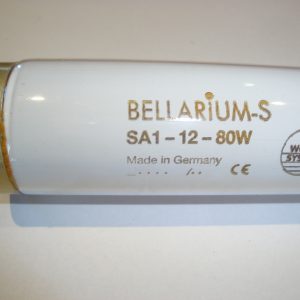 BELLARIUM-S
SA1-12-80W
Made in Germany
CE